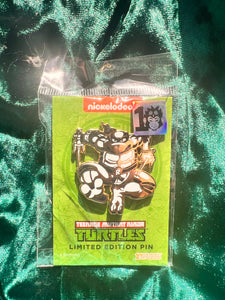 nickelodeon
TEENAGE MUTANT NINJA
TURTLES
LIMITED EDITION PIN